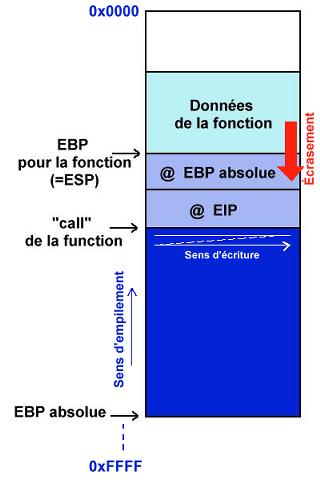 0x0000
Données
de la fonction
Écrasement
EBP
pour la fonction
(=ESP)
@ EBP absolue
@ EIP
"call"
de la function
Sens d'écriture
Sens d'empilement
EBP absolue
0xFFFF